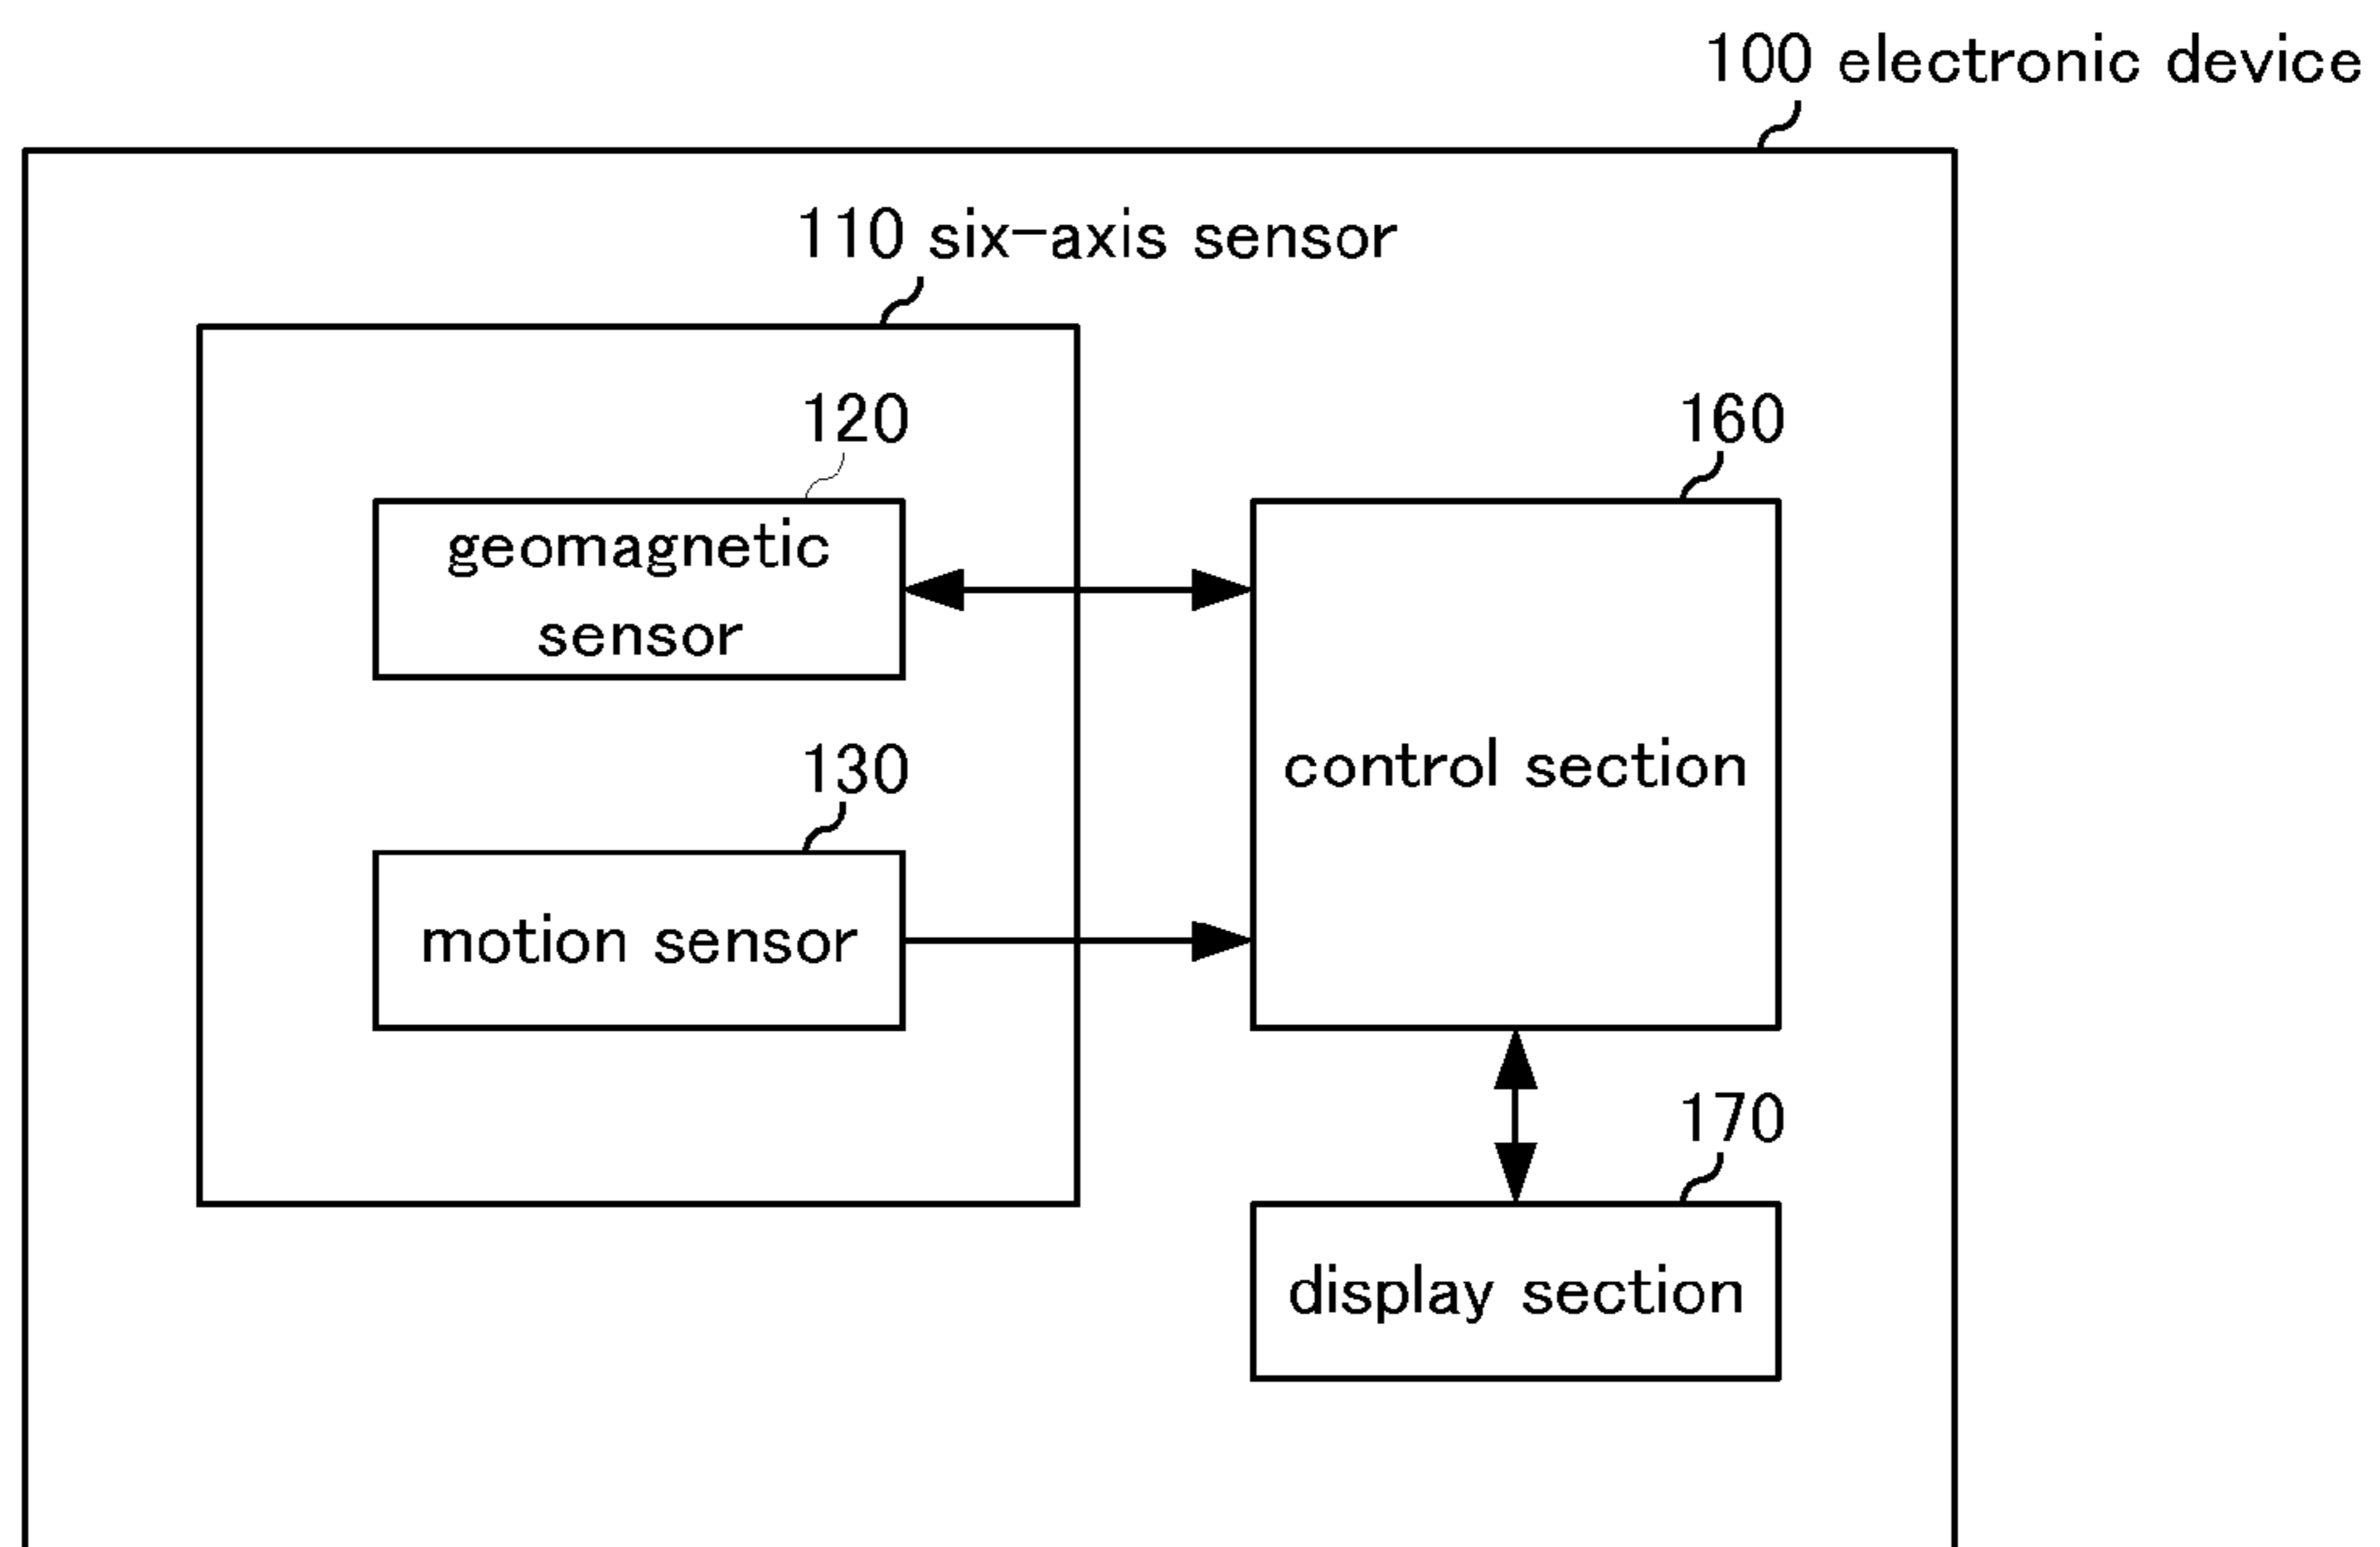 100 electronic device
110 six-axis sensor
120
geomagnetic
sensor
160
control section
130
motion sensor
170
display section